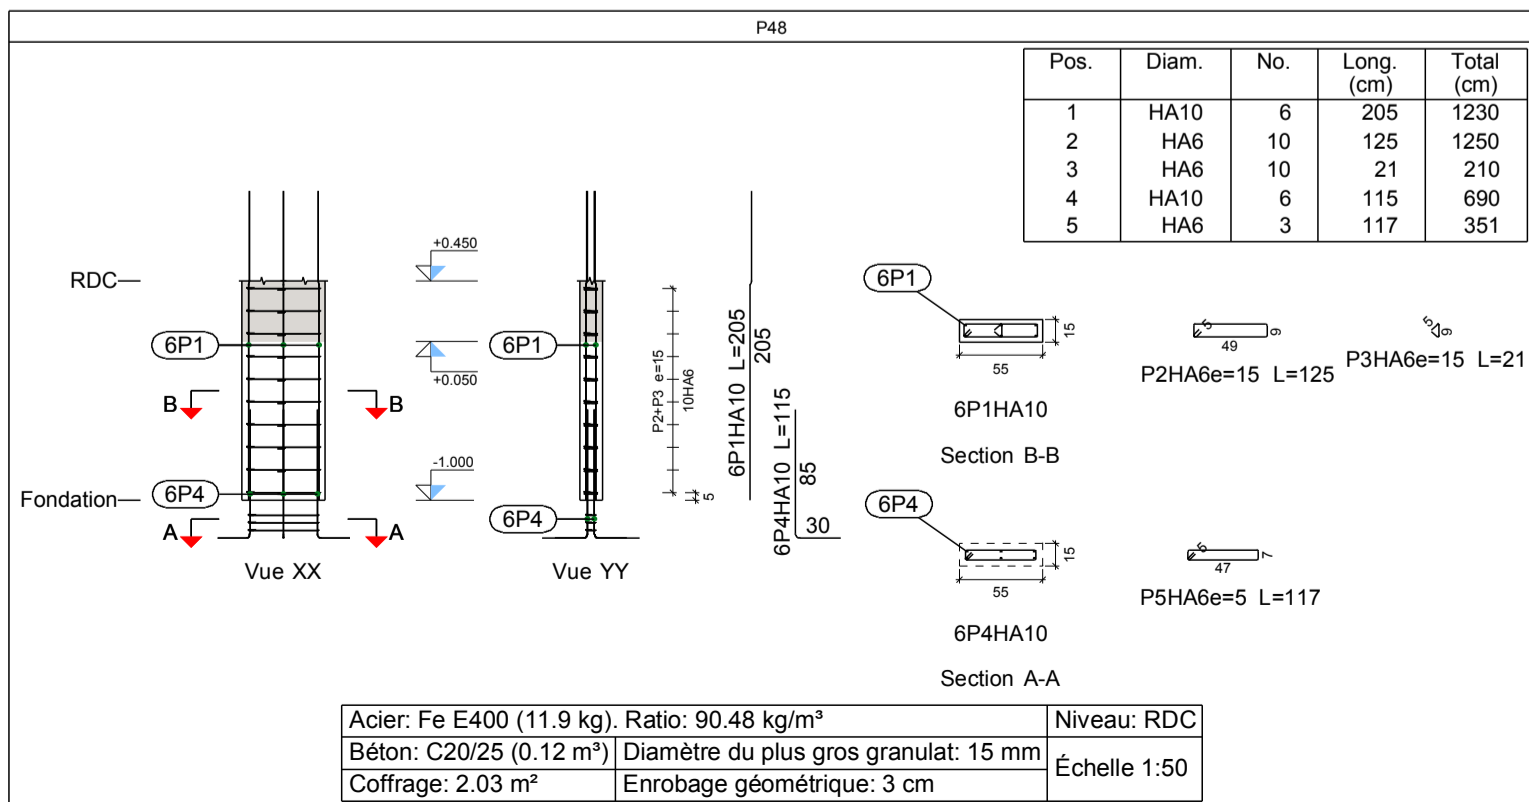 P48
Pos. Diam. No. Long. (cm) Total (cm)
1 HA10 6 205 1230
2 HA6 10 125 1250
3 HA6 10 21 210
4 HA10 6 115 690
5 HA6 3 117 351
RDC
Fondation
6P1
6P4
B B
A A
Vue XX
+0.450
+0.050
-1.000
6P1
6P4
Vue YY
P2+P3 e=15
10HA6
5
6P1HA10 L=205
205
6P4HA10 L=115
85
30
6P1
15
55
6P1HA10
Section B-B
5
49
9
P2HA6e=15 L=125
5
9
P3HA6e=15 L=21
6P4
15
55
6P4HA10
Section A-A
5
47
7
P5HA6e=5 L=117
Acier: Fe E400 (11.9 kg). Ratio: 90.48 kg/m³
Niveau: RDC
Béton: C20/25 (0.12 m³)
Diamètre du plus gros granulat: 15 mm
Échelle 1:50
Coffrage: 2.03 m²
Enrobage géométrique: 3 cm